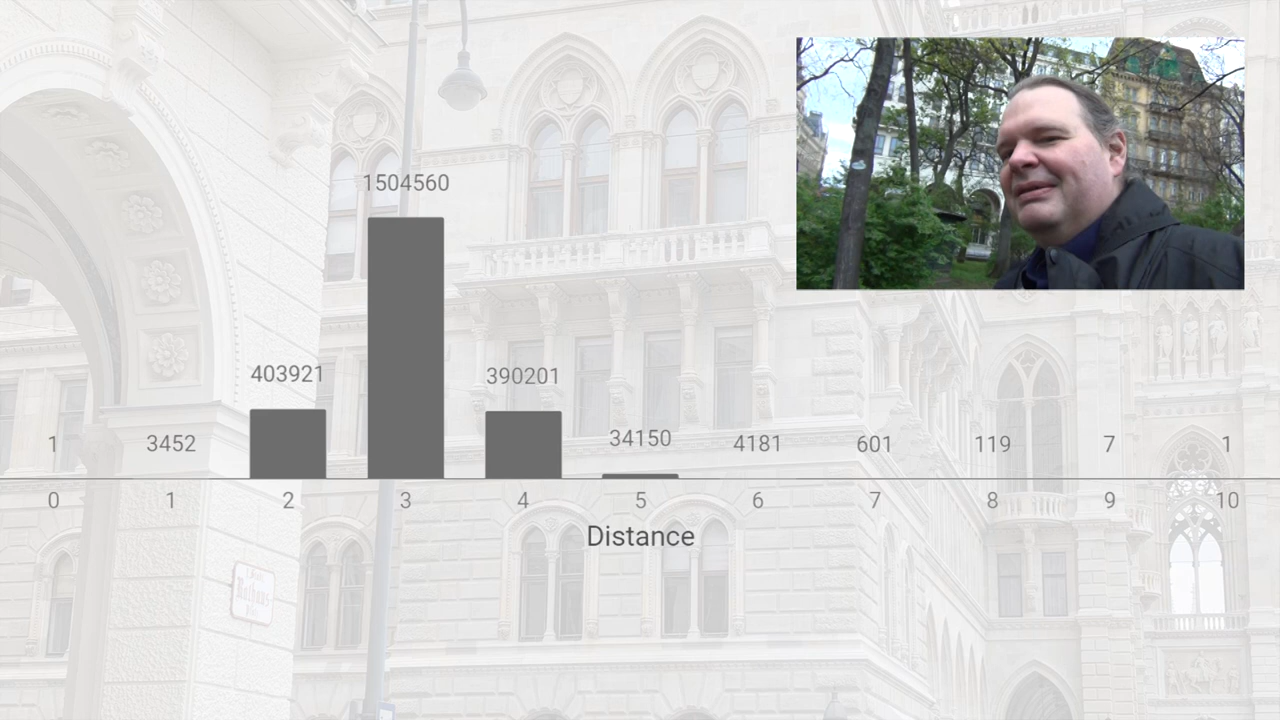 1504560
403921
390201
1 3452 34150 4181 601 119 7 1
0 1 2 3 4 5 6 7 8 9 10
Distance
Rathaus